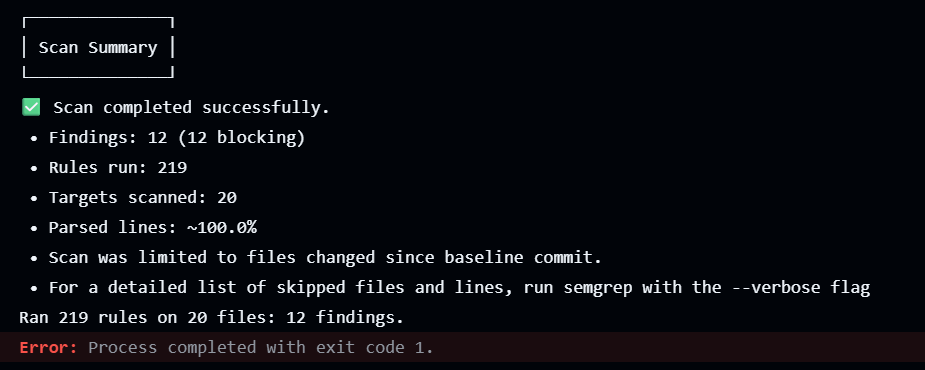 Scan Summary
✅ Scan completed successfully.
• Findings: 12 (12 blocking)
• Rules run: 219
• Targets scanned: 20
• Parsed lines: ~100.0%
• Scan was limited to files changed since baseline commit.
• For a detailed list of skipped files and lines, run semgrep with the --verbose flag
Ran 219 rules on 20 files: 12 findings.
Error: Process completed with exit code 1.